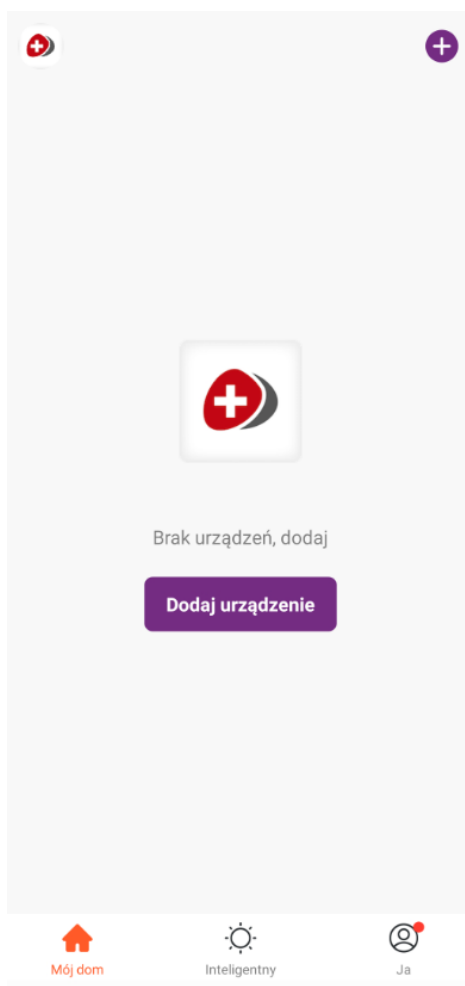 Brak urządzeń, dodaj
Dodaj urządzenie
Mój dom
Inteligentny
Ja